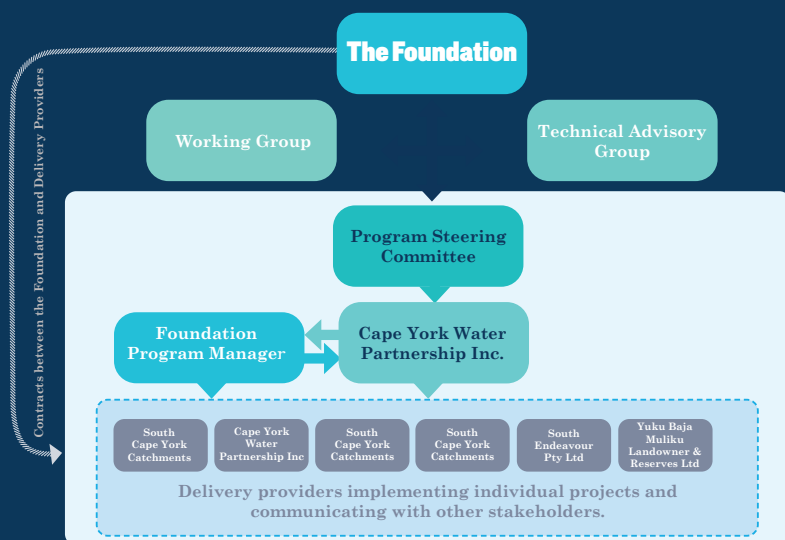 The Foundation
Working Group
Technical Advisory
Group
Contracts between the Foundation and Delivery Providers
Program Steering
Committee
Foundation
Program Manager
Cape York Water
Partnership Inc.
South
Cape York
Catchments
Cape York
Water
Partnership Inc
South
Cape York
Catchments
South
Cape York
Catchments
South
Endeavour
Pty Ltd
Yuku Baja
Muliku
Landowner &
Reserves Ltd
Delivery providers implementing individual projects and
communicating with other stakeholders.